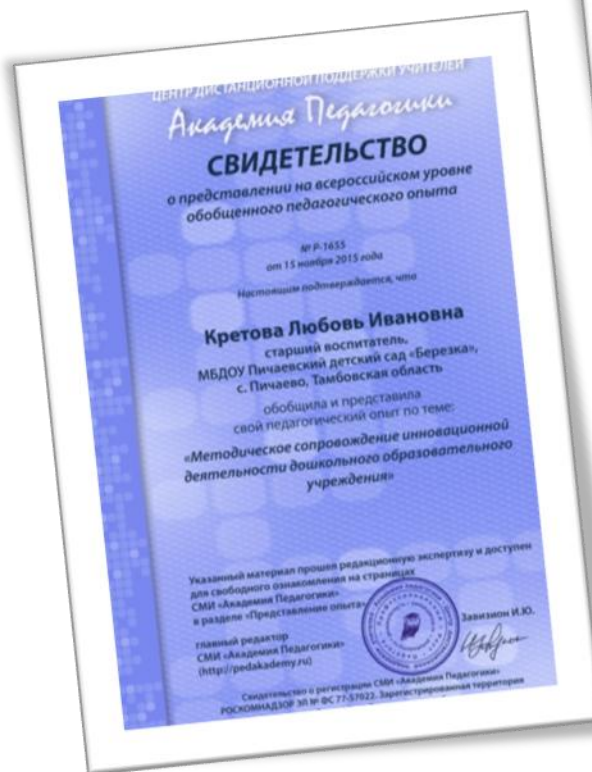 ЦЕНТР ДИСТАНЦИОННОЙ ПОДДЕРЖКИ УЧИТЕЛЕЙ
Академия Педагогики
СВИДЕТЕЛЬСТВО
о представлении на всероссийском уровне
обобщенного педагогического опыта
№ Р-1655
от 15 ноября 2015 года
Настоящим подтверждается, что
Кретова Любовь Ивановна
старший воспитатель,
МБДОУ Пичаевский детский сад «Березка»,
с. Пичаево, Тамбовская область
обобщила и представила
свой педагогический опыт по теме:
«Методическое сопровождение инновационной
деятельности дошкольного образовательного
учреждения»
Указанный материал прошел редакционную экспертизу и доступен
для свободного ознакомления на страницах
СМИ «Академия Педагогики»
в разделе «Представление опыта»
главный редактор
СМИ «Академия Педагогики»
(http://pedakademy.ru)
Завизион И.Ю.
Свидетельство о регистрации СМИ «Академия Педагогики»
РОСКОМНАДЗОР ЭЛ № ФС 77-57022. Зарегистрированная территория